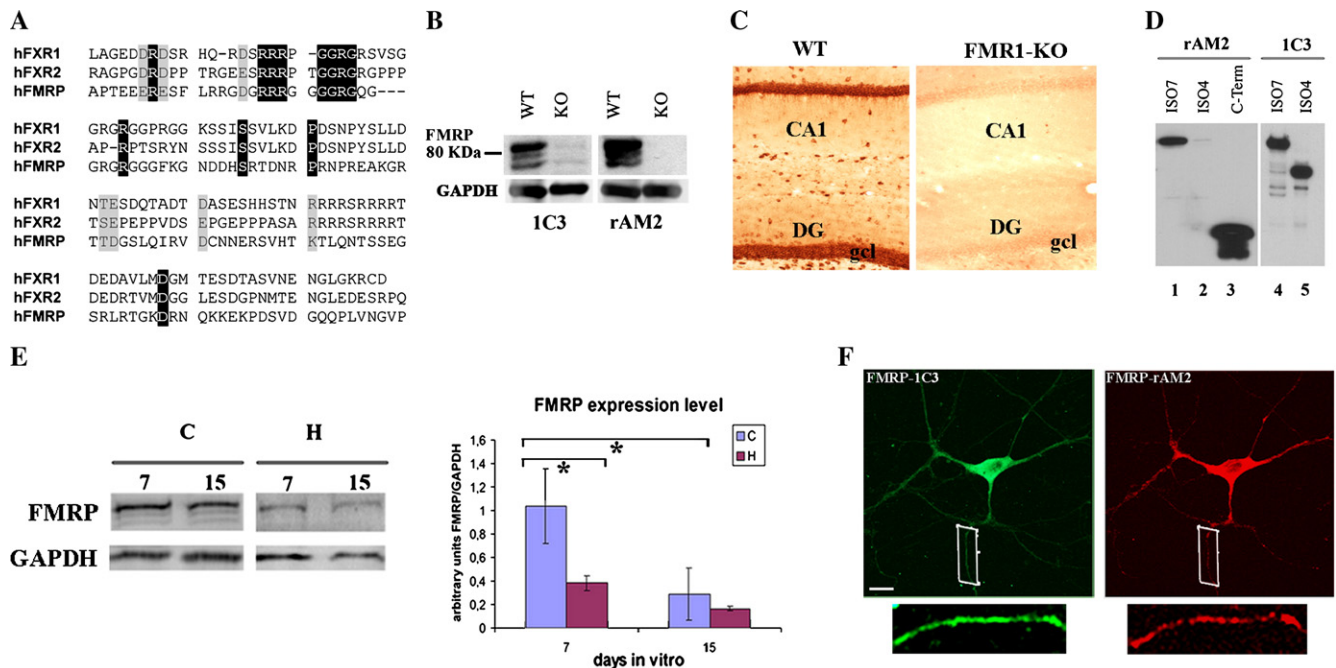 A
hFXR1 LAGEDDRDSR HQ-RDSRRRP -GGRGRSVSG
hFXR2 RAGPGDRDPP TRGEESRRRP TGGRGRGPPP
hFMRP APTEEERESF LRRGDGRRRG GGGRGQG---
hFXR1 GRGRGGPRGG KSSISSVLKD PDSNPYSLLD
hFXR2 AP-RPTSRYN SSSISSVLKD PDSNPYSLLD
hFMRP GRGRGGGFKG NDDHSRTDNR PRNPREAKGR
hFXR1 NTESDQTADT DASESHHSTN RRRRSRRRRT
hFXR2 TSEPEPPVDS EPGEPPPASA RRRRSRRRRT
hFMRP TTDGSLQIRV DCNNERSVHT KTLQNTSSEG
hFXR1 DEDAVLMDGM TESDTASVNE NGLGKRCD
hFXR2 DEDRTVMDGG LESDGPNMTE NGLEDESRPQ
hFMRP SRLRTGKDRN QKKEKPDSVD GQQPLVNGVP
B
WT KO WT KO
FMRP
80 KDa
GAPDH
1C3 rAM2
C
WT FMR1-KO
CA1 CA1
DG DG
gcl gcl
D
rAM2 1C3
ISO7 ISO4 C-Term ISO7 ISO4
1 2 3 4 5
E
C H
7 15 7 15
FMRP
GAPDH
FMRP expression level
arbitrary units FMRP/GAPDH
1,6
1,4
1,2
1
0,8
0,6
0,4
0,2
0
* *
C
H
7 15
days in vitro
F
FMRP-1C3 FMRP-rAM2